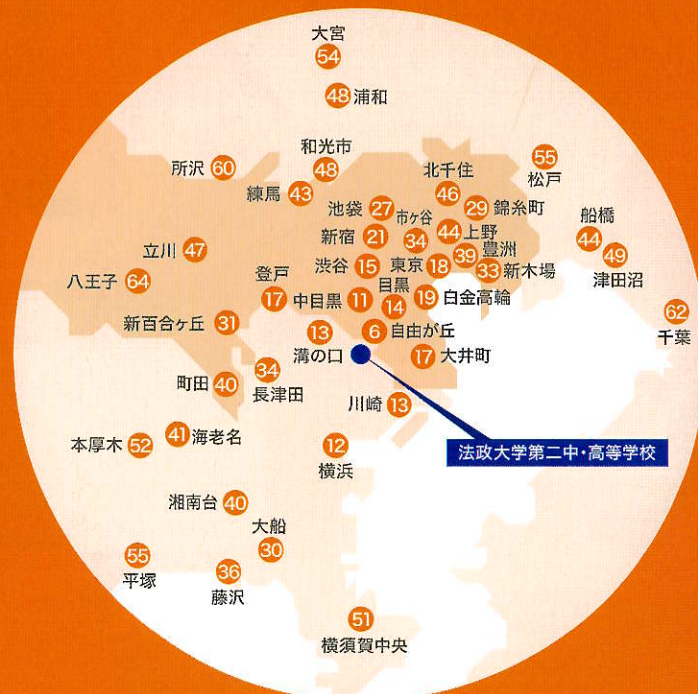 大宮
54
48 浦和
和光市
48
所沢 60
練馬 43
北千住
46
55
松戸
池袋 27
市ヶ谷
34
29 錦糸町
船橋
44
49
津田沼
新宿 21
44 上野
豊洲
39
立川 47
渋谷 15
東京 18
33 新木場
八王子 64
登戸
17
中目黒 11
目黒
14
19 白金高輪
62
千葉
新百合ヶ丘 31
13
溝の口
6 自由が丘
17 大井町
町田 40
34
長津田
川崎 13
本厚木 52
41 海老名
12
横浜
法政大学第二中・高等学校
湘南台 40
大船
30
55
平塚
36
藤沢
51
横須賀中央